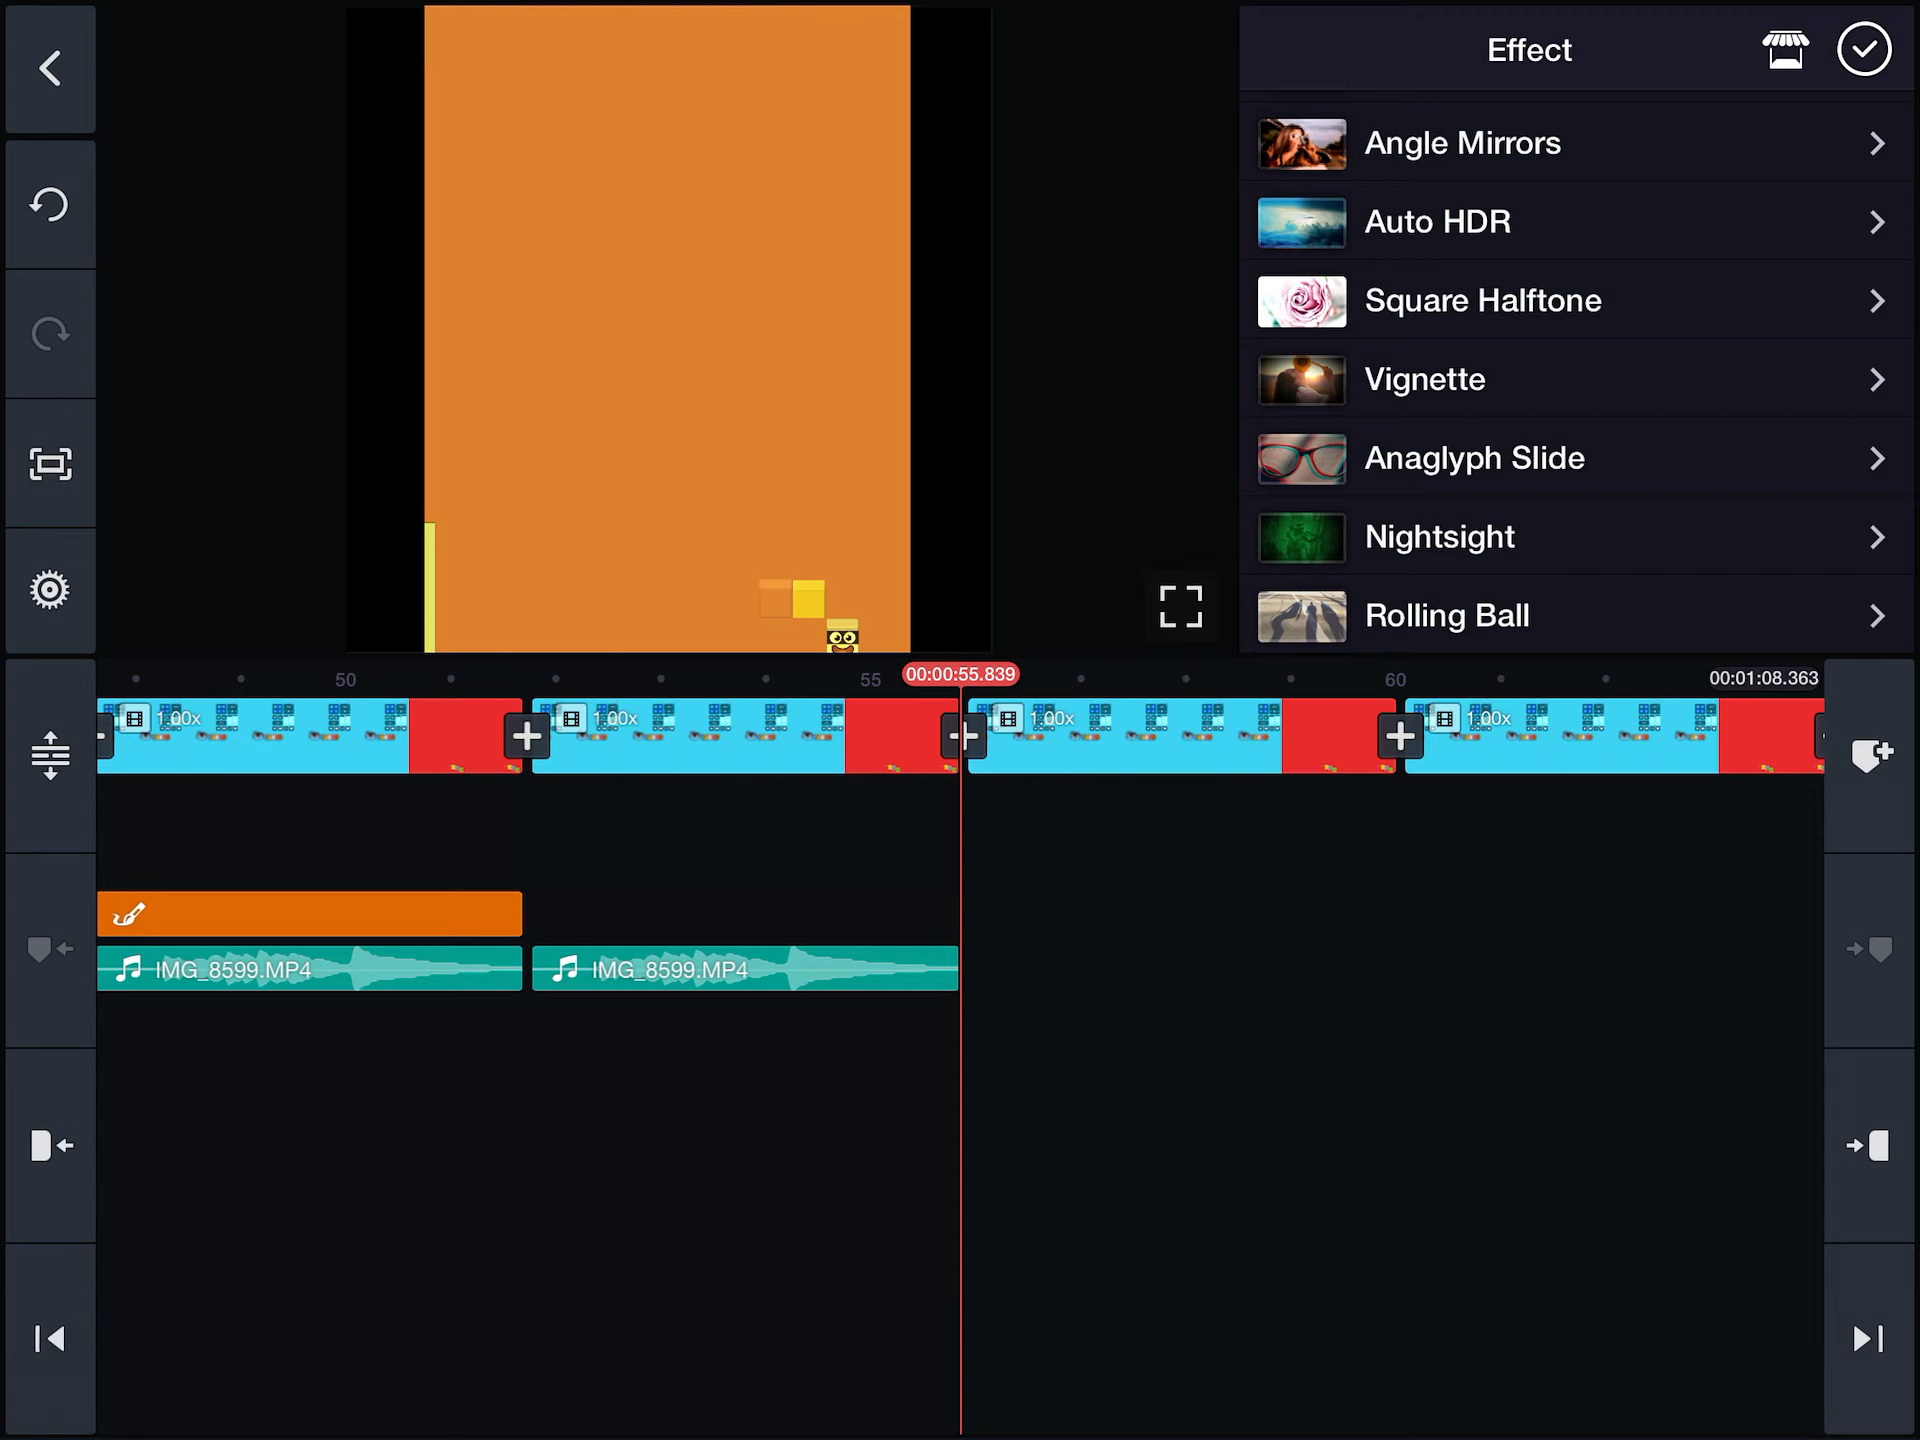 Effect
Angle Mirrors
Auto HDR
Square Halftone
Vignette
Anaglyph Slide
Nightsight
Rolling Ball
50
55
00:00:55.839
60
00:01:08.363
1.00x
1.00x
1.00x
1.00x
IMG_8599.MP4
IMG_8599.MP4